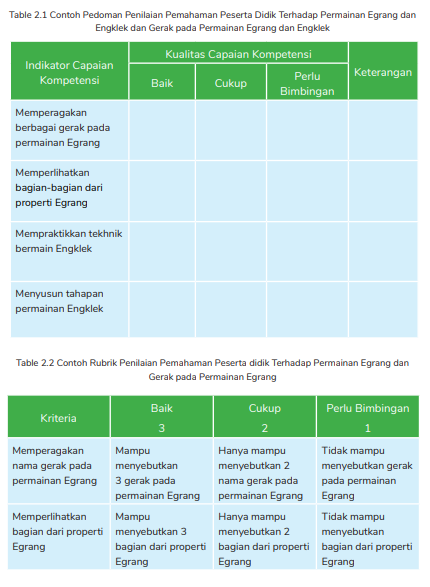 Table 2.1 Contoh Pedoman Penilaian Pemahaman Peserta Didik Terhadap Permainan Egrang dan
Engklek dan Gerak pada Permainan Egrang dan Engklek
Indikator Capaian
Kompetensi
Kualitas Capaian Kompetensi
Keterangan
Baik
Cukup
Perlu
Bimbingan
Memperagakan
berbagai gerak pada
permainan Egrang
Memperlihatkan
bagian-bagian dari
properti Egrang
Mempraktikkan tekhnik
bermain Engklek
Menyusun tahapan
permainan Engklek
Table 2.2 Contoh Rubrik Penilaian Pemahaman Peserta didik Terhadap Permainan Egrang dan
Gerak pada Permainan Egrang
Kriteria
Baik
3
Cukup
2
Perlu Bimbingan
1
Memperagakan
nama gerak pada
permainan Egrang
Mampu
menyebutkan
3 gerak pada
permainan Egrang
Hanya mampu
menyebutkan 2
nama gerak pada
permainan Egrang
Tidak mampu
menyebutkan gerak
pada permainan
Egrang
Memperlihatkan
bagian dari properti
Egrang
Mampu
menyebutkan 3
bagian dari properti
Egrang
Hanya mampu
menyebutkan 2
bagian dari properti
Egrang
Tidak mampu
menyebutkan
bagian dari properti
Egrang